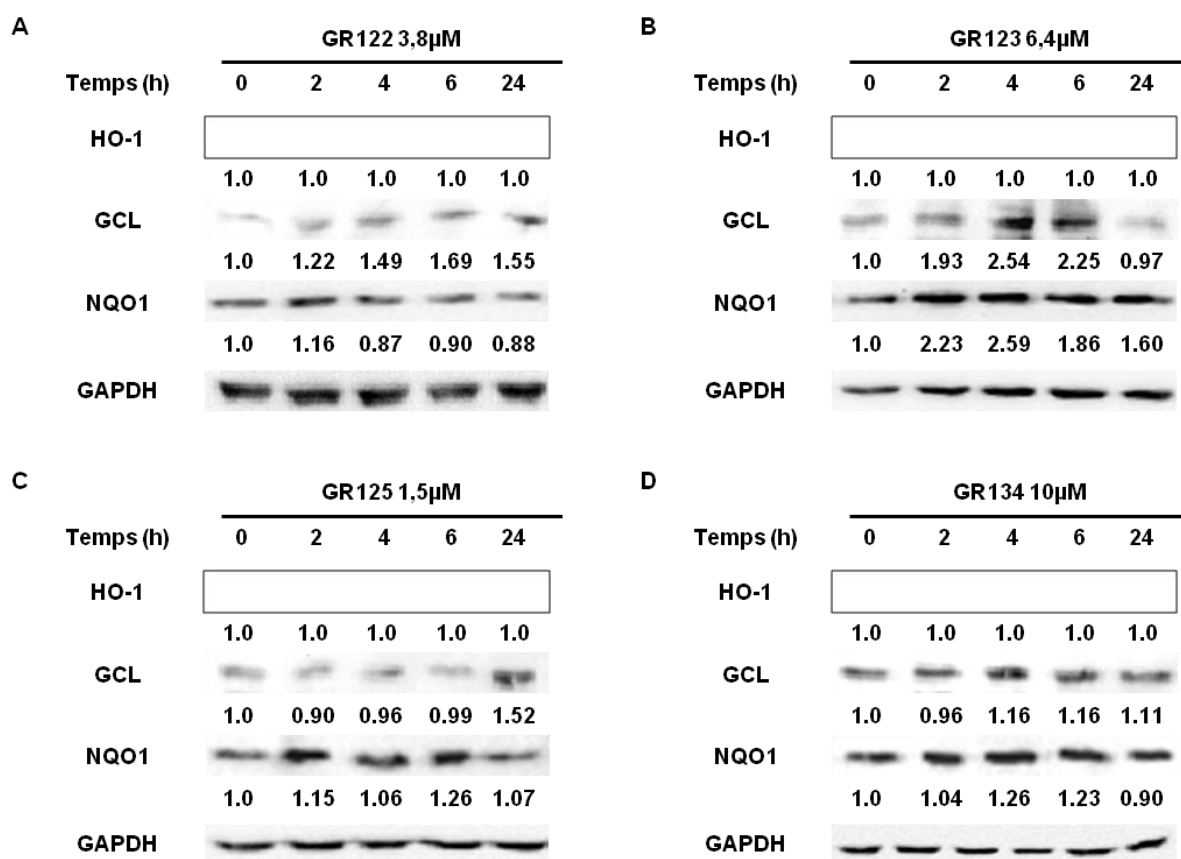 A
GR122 3,8µM
Temps (h) 0 2 4 6 24
HO-1
1.0 1.0 1.0 1.0 1.0
GCL
1.0 1.22 1.49 1.69 1.55
NQO1
1.0 1.16 0.87 0.90 0.88
GAPDH
B
GR123 6,4µM
Temps (h) 0 2 4 6 24
HO-1
1.0 1.0 1.0 1.0 1.0
GCL
1.0 1.93 2.54 2.25 0.97
NQO1
1.0 2.23 2.59 1.86 1.60
GAPDH
C
GR125 1,5µM
Temps (h) 0 2 4 6 24
HO-1
1.0 1.0 1.0 1.0 1.0
GCL
1.0 0.90 0.96 0.99 1.52
NQO1
1.0 1.15 1.06 1.26 1.07
GAPDH
D
GR134 10µM
Temps (h) 0 2 4 6 24
HO-1
1.0 1.0 1.0 1.0 1.0
GCL
1.0 0.96 1.16 1.16 1.11
NQO1
1.0 1.04 1.26 1.23 0.90
GAPDH